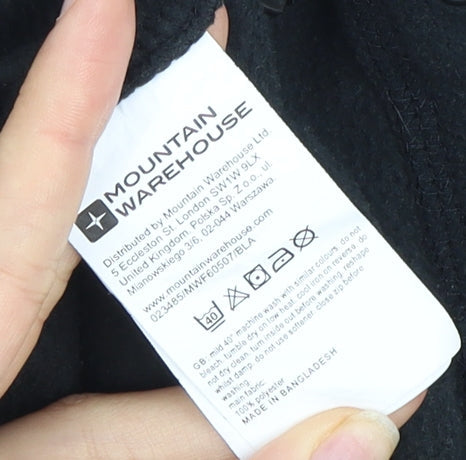 MOUNTAIN
WAREHOUSE
Distributed by Mountain Warehouse Ltd.
5 Eccleston St. London SW1W 9LX
United Kingdom. Polska Sp. Z o.o., ul.
Mianowskiego 3/6, 02-044 Warszawa.
www.mountainwarehouse.com
023485/MWF60507/BLA
40
GB: mild 40° machine wash with similar colours, do not
bleach, tumble dry on low heat, cool iron on reverse, do
not dry clean, turn inside out before washing, reshape
whilst damp, do not use softener, close zip before
washing
main fabric
100% polyester
MADE IN BANGLADESH